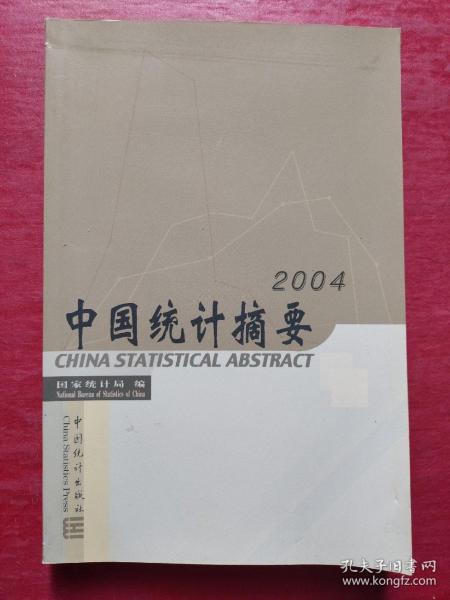 2004
中国统计摘要
CHINA STATISTICAL ABSTRACT
国家统计局 编
National Bureau of Statistics of China
中国统计出版社
China Statistics Press
孔夫子旧书网
www.kongfz.com